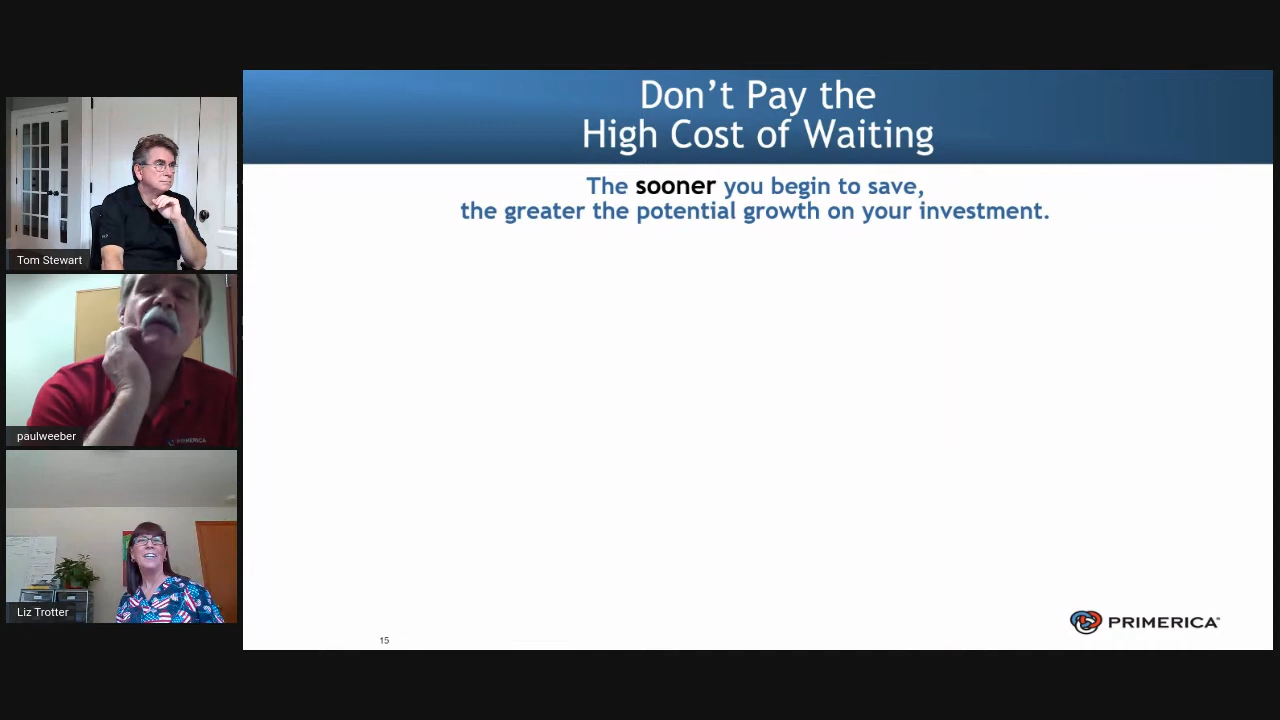 Don't Pay the
High Cost of Waiting
The sooner you begin to save,
the greater the potential growth on your investment.
Tom Stewart
paulweeber
PRIMERICA
Liz Trotter
PRIMERICA
15